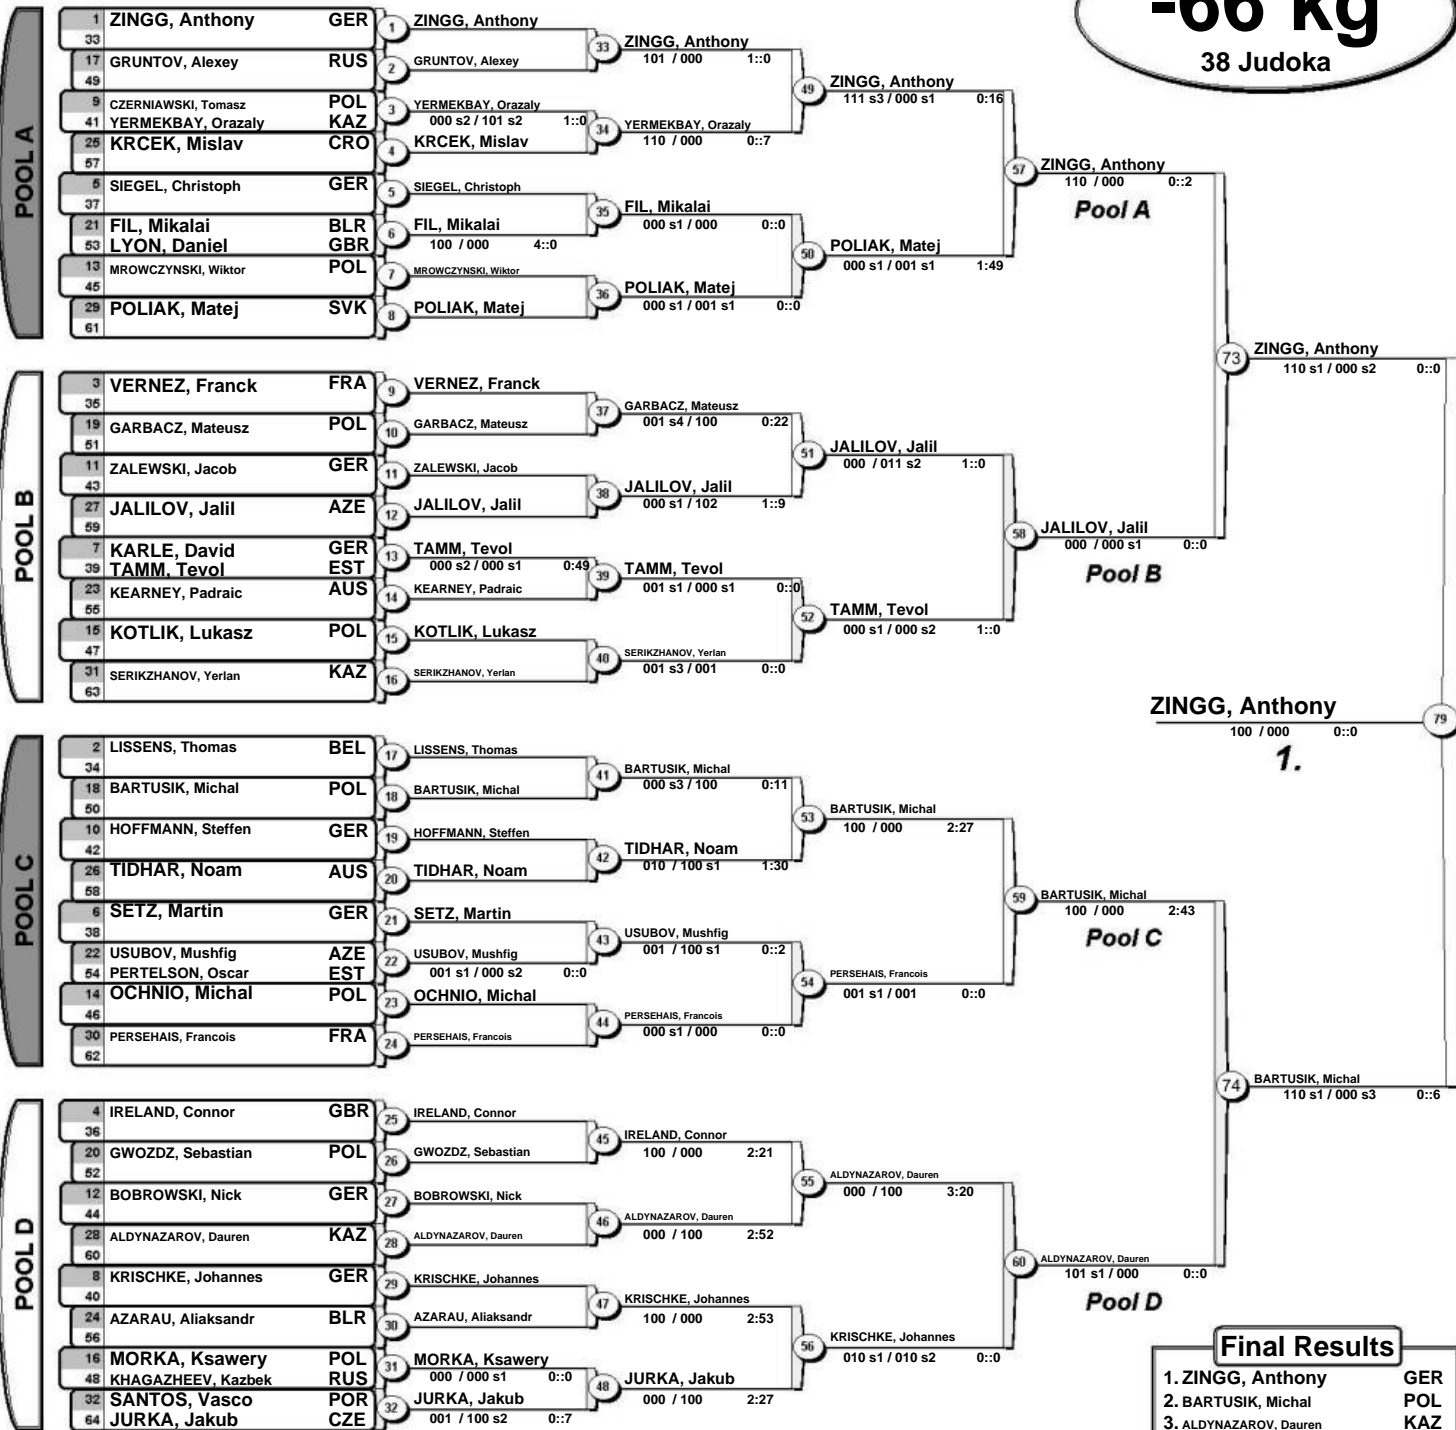 -66 kg
38 Judoka
POOL A
1 ZINGG, Anthony GER
33
17 GRUNTOV, Alexey RUS
49
9 CZERNIAWSKI, Tomasz POL
41 YERMEKBAY, Orazaly KAZ
25 KRCEK, Mislav CRO
57
5 SIEGEL, Christoph GER
37
21 FIL, Mikalai BLR
53 LYON, Daniel GBR
13 MROWCZYNSKI, Wiktor POL
45
29 POLIAK, Matej SVK
61
1 ZINGG, Anthony
2 GRUNTOV, Alexey
3 YERMEKBAY, Orazaly
000 s2 / 101 s2 1::0
4 KRCEK, Mislav
5 SIEGEL, Christoph
6 FIL, Mikalai
100 / 000 4::0
7 MROWCZYNSKI, Wiktor
8 POLIAK, Matej
33 ZINGG, Anthony
101 / 000 1::0
34 YERMEKBAY, Orazaly
110 / 000 0::7
35 FIL, Mikalai
000 s1 / 000 0::0
36 POLIAK, Matej
000 s1 / 001 s1 0::0
49 ZINGG, Anthony
111 s3 / 000 s1 0:16
50 POLIAK, Matej
000 s1 / 001 s1 1:49
57 ZINGG, Anthony
110 / 000 0::2
Pool A
POOL B
3 VERNEZ, Franck FRA
35
19 GARBACZ, Mateusz POL
51
11 ZALEWSKI, Jacob GER
43
27 JALILOV, Jalil AZE
59
7 KARLE, David GER
39 TAMM, Tevol EST
23 KEARNEY, Padraic AUS
55
15 KOTLIK, Lukasz POL
47
31 SERIKZHANOV, Yerlan KAZ
63
9 VERNEZ, Franck
10 GARBACZ, Mateusz
11 ZALEWSKI, Jacob
12 JALILOV, Jalil
13 TAMM, Tevol
000 s2 / 000 s1 0:49
14 KEARNEY, Padraic
15 KOTLIK, Lukasz
16 SERIKZHANOV, Yerlan
37 GARBACZ, Mateusz
001 s4 / 100 0:22
38 JALILOV, Jalil
000 s1 / 102 1::9
39 TAMM, Tevol
001 s1 / 000 s1 0::0
40 SERIKZHANOV, Yerlan
001 s3 / 001 0::0
51 JALILOV, Jalil
000 / 011 s2 1::0
52 TAMM, Tevol
000 s1 / 000 s2 1::0
58 JALILOV, Jalil
000 / 000 s1 0::0
Pool B
73 ZINGG, Anthony
110 s1 / 000 s2 0::0
ZINGG, Anthony 79
100 / 000 0::0
1.
POOL C
2 LISSENS, Thomas BEL
34
18 BARTUSIK, Michal POL
50
10 HOFFMANN, Steffen GER
42
26 TIDHAR, Noam AUS
58
6 SETZ, Martin GER
38
22 USUBOV, Mushfig AZE
54 PERTELSON, Oscar EST
14 OCHNIO, Michal POL
46
30 PERSEHAIS, Francois FRA
62
17 LISSENS, Thomas
18 BARTUSIK, Michal
19 HOFFMANN, Steffen
20 TIDHAR, Noam
21 SETZ, Martin
22 USUBOV, Mushfig
001 s1 / 000 s2 0::0
23 OCHNIO, Michal
24 PERSEHAIS, Francois
41 BARTUSIK, Michal
000 s3 / 100 0:11
42 TIDHAR, Noam
010 / 100 s1 1:30
43 USUBOV, Mushfig
001 / 100 s1 0::2
44 PERSEHAIS, Francois
000 s1 / 000 0::0
53 BARTUSIK, Michal
100 / 000 2:27
54 PERSEHAIS, Francois
001 s1 / 001 0::0
59 BARTUSIK, Michal
100 / 000 2:43
Pool C
74 BARTUSIK, Michal
110 s1 / 000 s3 0::6
POOL D
4 IRELAND, Connor GBR
36
20 GWOZDZ, Sebastian POL
52
12 BOBROWSKI, Nick GER
44
28 ALDYNAZAROV, Dauren KAZ
60
8 KRISCHKE, Johannes GER
40
24 AZARAU, Aliaksandr BLR
56
16 MORKA, Ksawery POL
48 KHAGAZHEEV, Kazbek RUS
32 SANTOS, Vasco POR
64 JURKA, Jakub CZE
25 IRELAND, Connor
26 GWOZDZ, Sebastian
27 BOBROWSKI, Nick
28 ALDYNAZAROV, Dauren
29 KRISCHKE, Johannes
30 AZARAU, Aliaksandr
31 MORKA, Ksawery
000 / 000 s1 0::0
32 JURKA, Jakub
001 / 100 s2 0::7
45 IRELAND, Connor
100 / 000 2:21
46 ALDYNAZAROV, Dauren
000 / 100 2:52
47 KRISCHKE, Johannes
100 / 000 2:53
48 JURKA, Jakub
000 / 100 2:27
55 ALDYNAZAROV, Dauren
000 / 100 3:20
56 KRISCHKE, Johannes
010 s1 / 010 s2 0::0
60 ALDYNAZAROV, Dauren
101 s1 / 000 0::0
Pool D
Final Results
1. ZINGG, Anthony GER
2. BARTUSIK, Michal POL
3. ALDYNAZAROV, Dauren KAZ